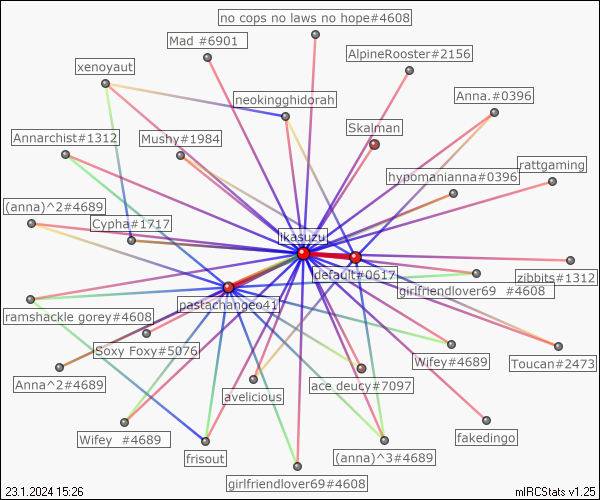 no cops no laws no hope#4608
Mad #6901
AlpineRooster#2156
xenoyaut
neokingghidorah
Anna.#0396
Skalman
Annarchist#1312
Mushy#1984
rattgaming
hypomanianna#0396
(anna)^2#4689
Cypha#1717
ikasuzu
default#0617
zibbits#1312
girlfriendlover69 #4608
pastachangeo41
ramshackle gorey#4608
Soxy Foxy#5076
Wifey#4689
Toucan#2473
Anna^2#4689
ace deucy#7097
avelicious
Wifey #4689
fakedingo
frisout
(anna)^3#4689
girlfriendlover69#4608
23.1.2024 15:26
mIRCStats v1.25